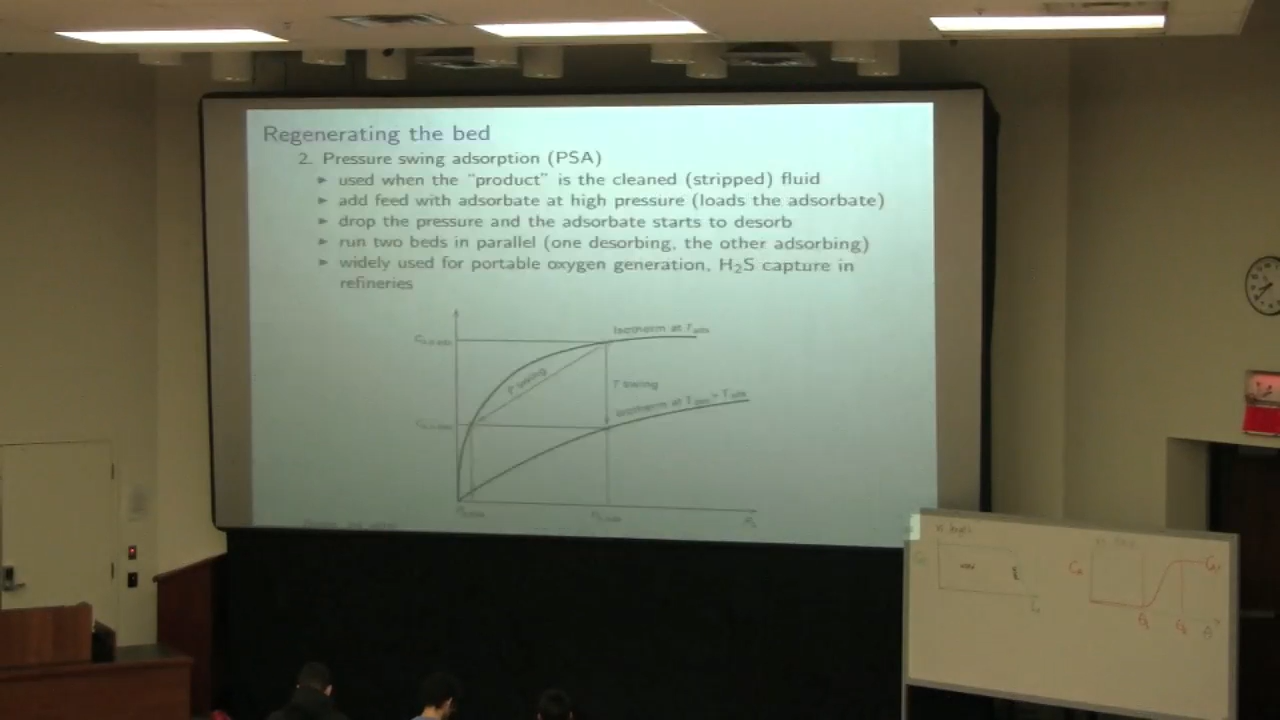 Regenerating the bed
2. Pressure swing adsorption (PSA)
► used when the “product” is the cleaned (stripped) fluid
► add feed with adsorbate at high pressure (loads the adsorbate)
► drop the pressure and the adsorbate starts to desorb
► run two beds in parallel (one desorbing, the other adsorbing)
► widely used for portable oxygen generation, H₂S capture in
refineries
Isotherm at T
P swing
T swing
Isotherm at T